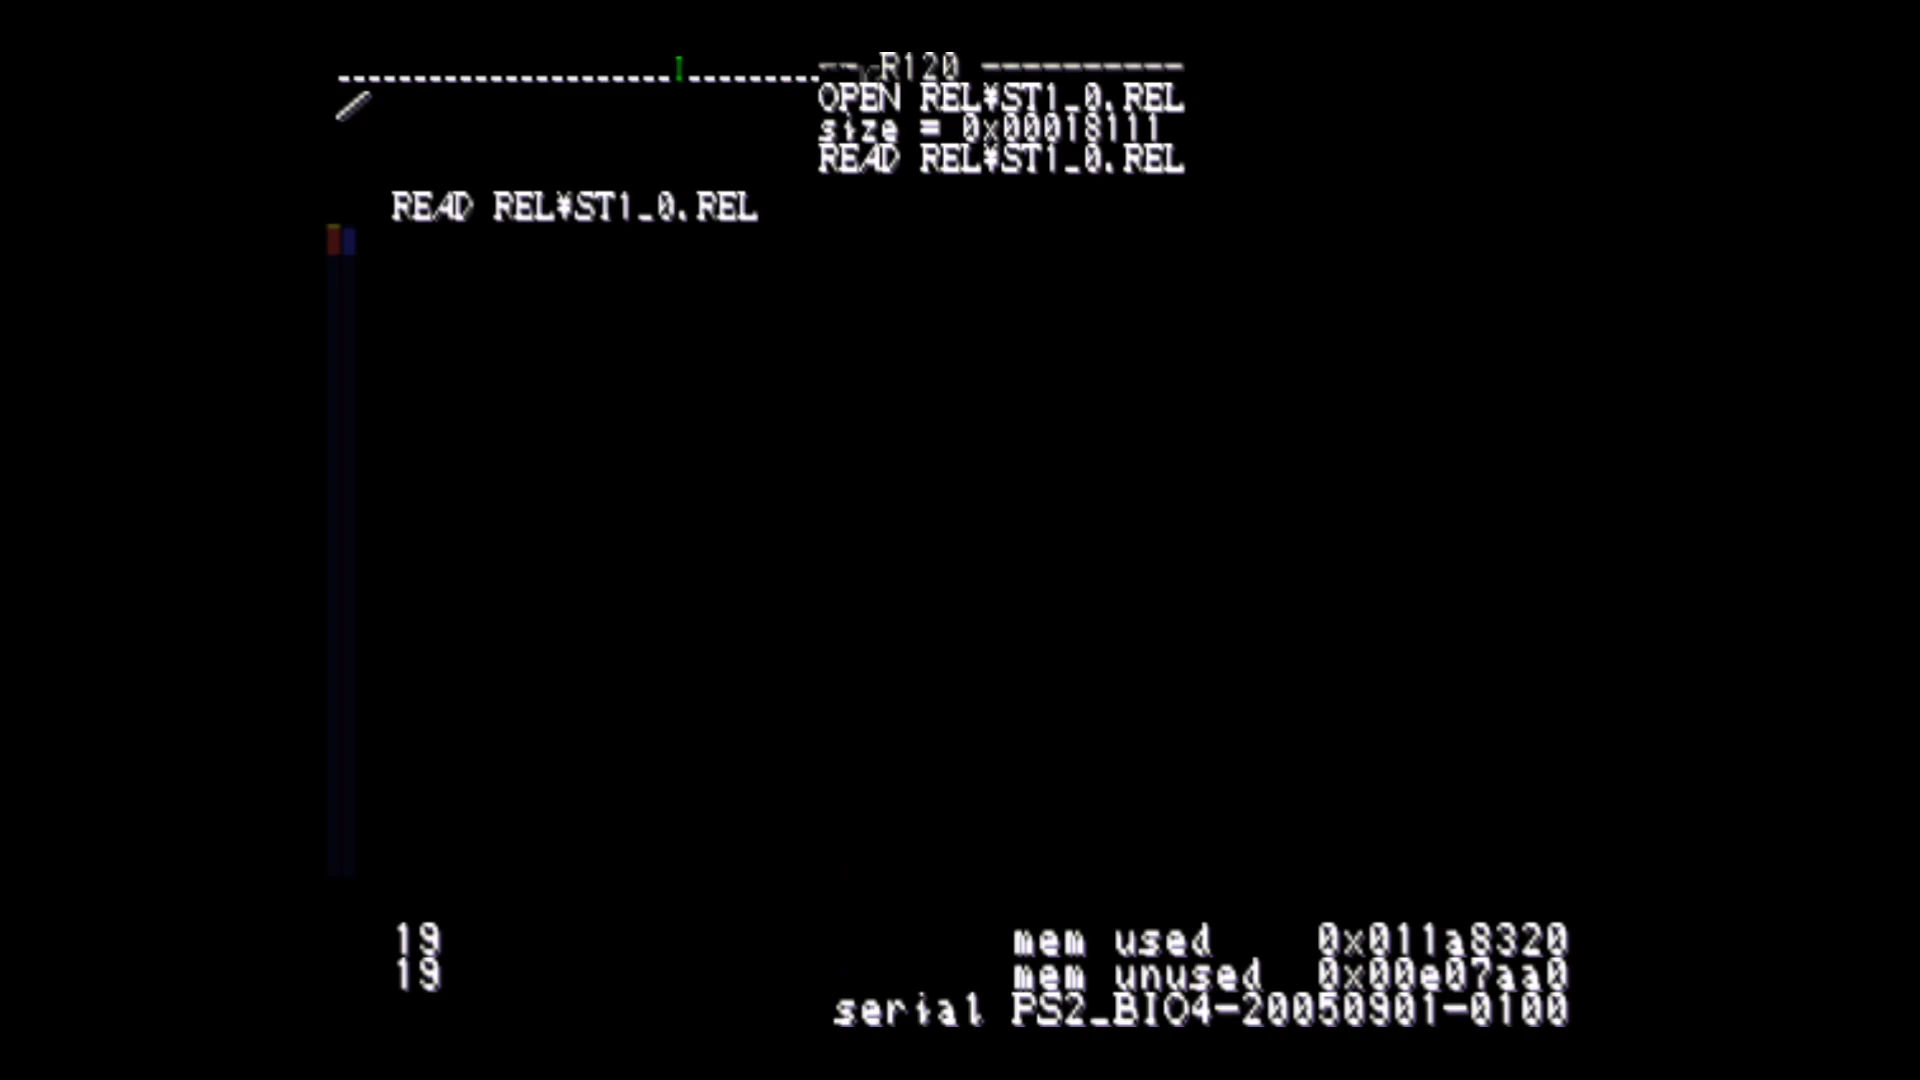 R120
OPEN REL¥ST1_0.REL
size = 0x00018111
READ REL¥ST1_0.REL
READ REL¥ST1_0.REL
19
19
mem used 0x011a8320
mem unused 0x00e07aa0
serial PS2_BIO4-20050901-0100